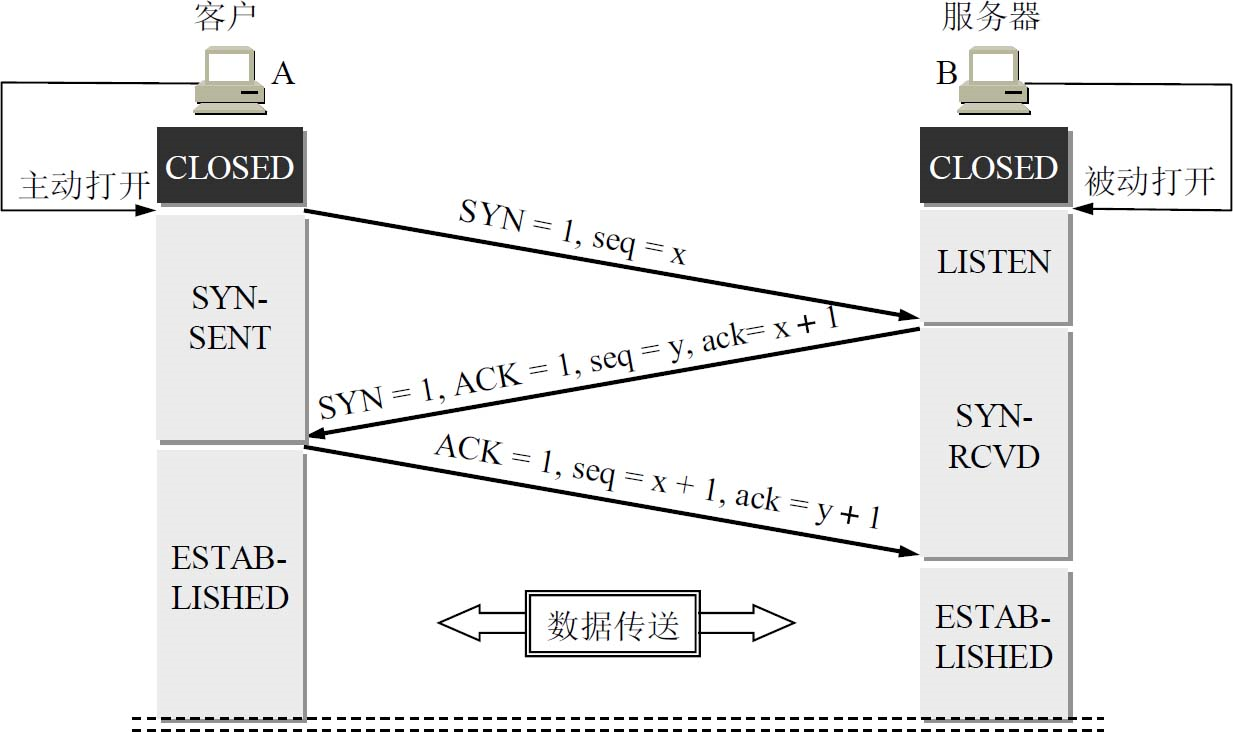 客户
服务器
A
B
CLOSED
CLOSED
主动打开
被动打开
SYN = 1, seq = x
LISTEN
SYN-
SENT
SYN = 1, ACK = 1, seq = y, ack= x + 1
SYN-
RCVD
ACK = 1, seq = x + 1, ack = y + 1
ESTAB-
LISHED
数据传送
ESTAB-
LISHED